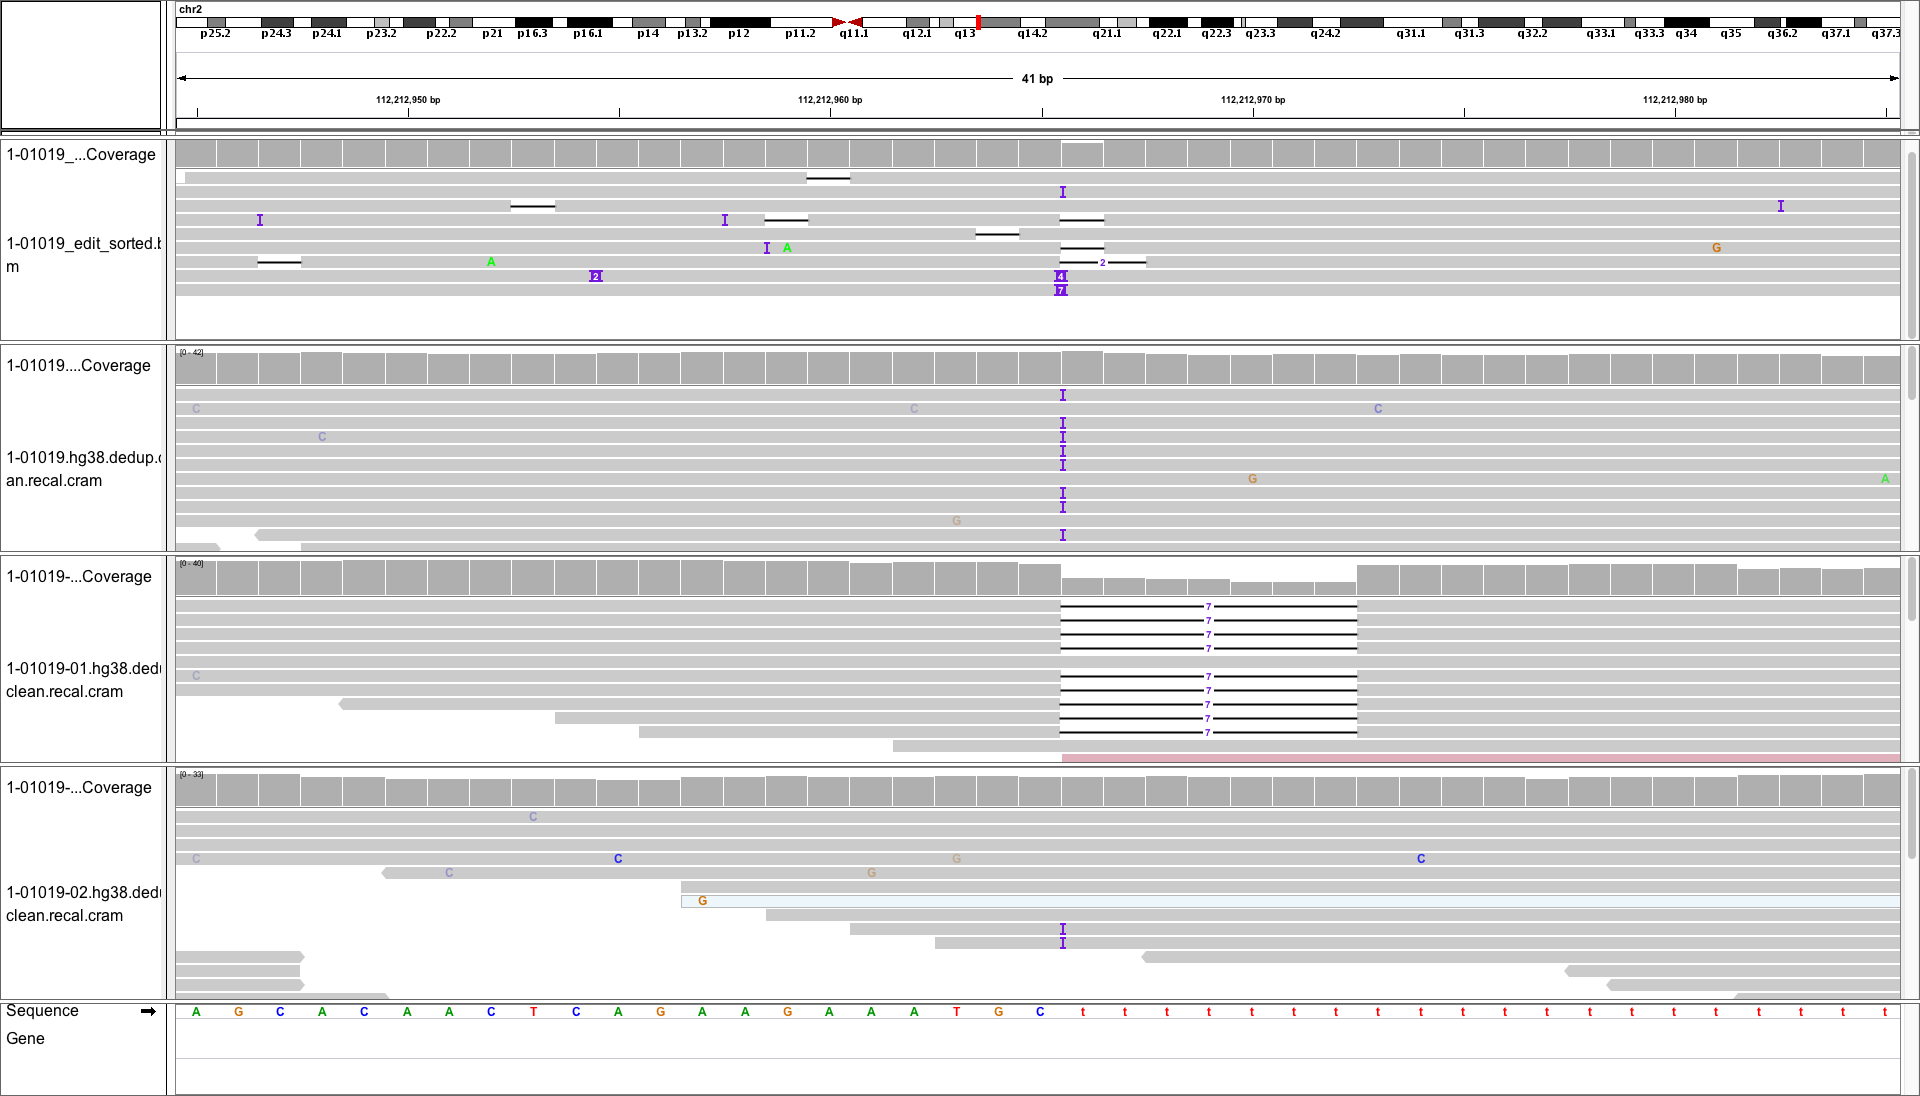 chr2
p25.2 p24.3 p24.1 p23.2 p22.2 p21 p16.3 p16.1 p14 p13.2 p12 p11.2 q11.1 q12.1 q13 q14.2 q21.1 q22.1 q22.3 q23.3 q24.2 q31.1 q31.3 q32.2 q33.1 q33.3 q34 q35 q36.2 q37.1 q37.3
41 bp
112,212,950 bp 112,212,960 bp 112,212,970 bp 112,212,980 bp
1-01019_...Coverage
I
I I
I I
1-01019_edit_sorted.b
I A G
m
A 2
2 4
7
[0 - 42]
1-01019....Coverage
I
C C C
I
C I
I
1-01019.hg38.dedup.c
I
an.recal.cram
G A
I
I
G
I
[0 - 40]
1-01019-...Coverage
7
7
7
7
1-01019-01.hg38.dedu
C 7
clean.recal.cram
7
7
7
7
[0 - 33]
1-01019-...Coverage
C
C C G C
C G
1-01019-02.hg38.dedu
G
clean.recal.cram
I
I
Sequence A G C A C A A C T C A G A A G A A A T G C t t t t t t t t t t t t t t t t t t t t
Gene